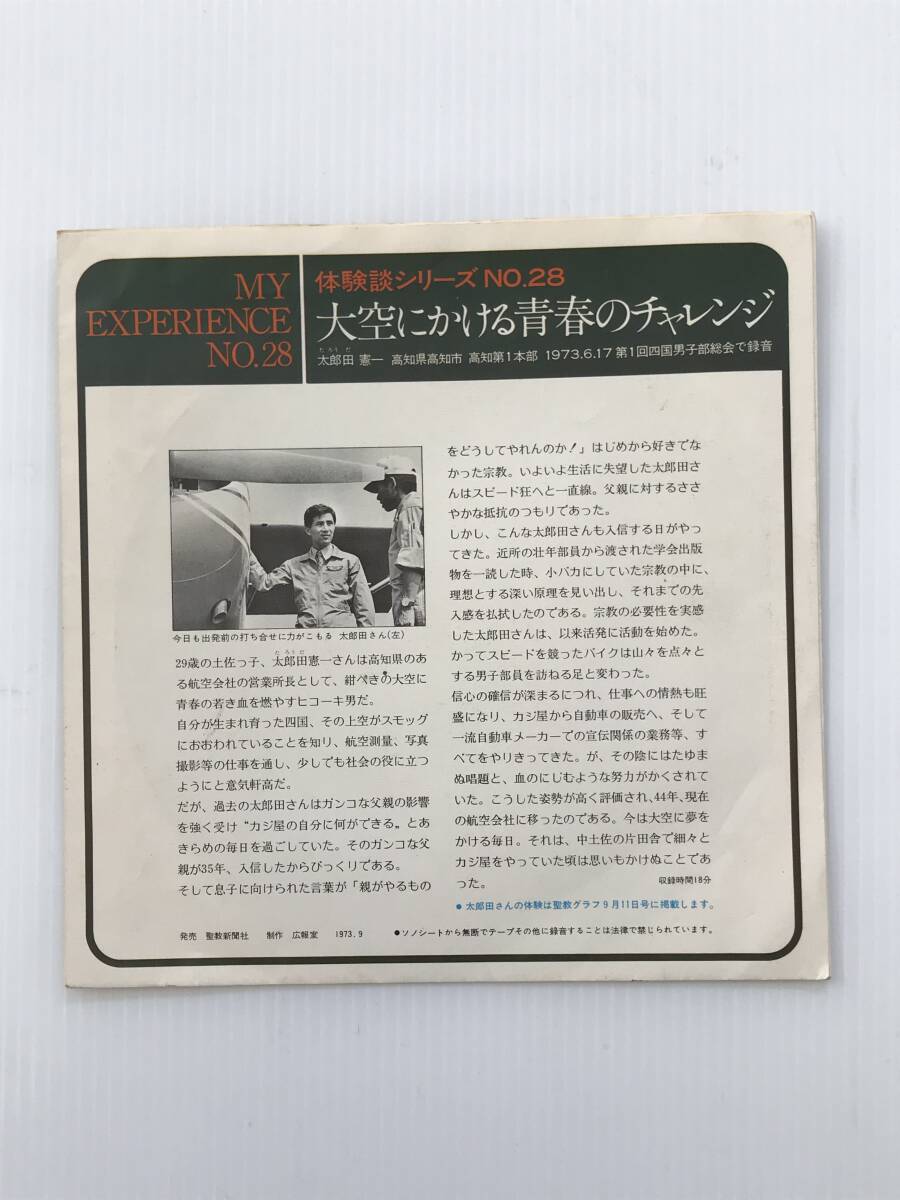 MY
EXPERIENCE
NO.28
体験談シリーズNO.28
大空にかける青春のチャレンジ
たろうだ
太郎田 憲一 高知県高知市 高知第1本部 1973.6.17 第1回四国男子部総会で録音
今日も出発前の打ち合せに力がこもる 太郎田さん(左)
たろうだ
29歳の土佐っ子、太郎田憲一さんは高知県のあ
る航空会社の営業所長として、紺ぺきの大空に
青春の若き血を燃やすヒコーキ男だ。
自分が生まれ育った四国、その上空がスモッグ
におおわれていることを知り、航空測量、写真
撮影等の仕事を通し、少しでも社会の役に立つ
ようにと意気軒高だ。
だが、過去の太郎田さんはガンコな父親の影響
を強く受け“カジ屋の自分に何ができる〟とあ
きらめの毎日を過ごしていた。そのガンコな父
親が35年、入信したからびっくりである。
そして息子に向けられた言葉が「親がやるもの
をどうしてやれんのか!」はじめから好きでな
かった宗教。いよいよ生活に失望した太郎田さ
んはスピード狂へと一直線。父親に対するささ
やかな抵抗のつもりであった。
しかし、こんな太郎田さんも入信する日がやっ
てきた。近所の壮年部員から渡された学会出版
物を一読した時、小バカにしていた宗教の中に、
理想とする深い原理を見い出し、それまでの先
入感を払拭したのである。宗教の必要性を実感
した太郎田さんは、以来活発に活動を始めた。
かってスピードを競ったバイクは山々を点々と
する男子部員を訪ねる足と変わった。
信心の確信が深まるにつれ、仕事への情熱も旺
盛になり、カジ屋から自動車の販売へ、そして
一流自動車メーカーでの宣伝関係の業務等、す
べてをやりきってきた。が、その陰にはたゆま
ぬ唱題と、血のにじむような努力がかくされて
いた。こうした姿勢が高く評価され、44年、現在
の航空会社に移ったのである。今は大空に夢を
かける毎日。それは、中土佐の片田舎で細々と
カジ屋をやっていた頃は思いもかけぬことであ
った。 収録時間18分
●太郎田さんの体験は聖教グラフ9月11日号に掲載します。
発売 聖教新聞社 制作 広報室 1973.9 ●ソノシートから無断でテープその他に録音することは法律で禁じられています。